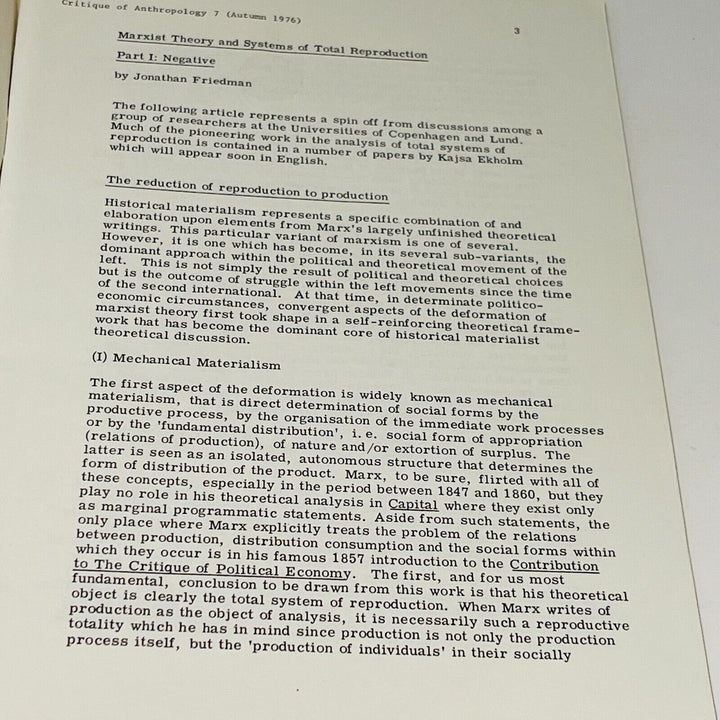 Critique of Anthropology 7 (Autumn 1976)
3
Marxist Theory and Systems of Total Reproduction
Part I: Negative
by Jonathan Friedman
The following article represents a spin off from discussions among a
group of researchers at the Universities of Copenhagen and Lund.
Much of the pioneering work in the analysis of total systems of
reproduction is contained in a number of papers by Kajsa Ekholm
which will appear soon in English.
The reduction of reproduction to production
Historical materialism represents a specific combination of and
elaboration upon elements from Marx's largely unfinished theoretical
writings. This particular variant of marxism is one of several.
However, it is one which has become, in its several sub-variants, the
dominant approach within the political and theoretical movement of the
left. This is not simply the result of political and theoretical choices
but is the outcome of struggle within the left movements since the time
of the second international. At that time, in determinate politico-
economic circumstances, convergent aspects of the deformation of
marxist theory first took shape in a self-reinforcing theoretical frame-
work that has become the dominant core of historical materialist
theoretical discussion.
(I) Mechanical Materialism
The first aspect of the deformation is widely known as mechanical
materialism, that is direct determination of social forms by the
productive process, by the organisation of the immediate work processes
or by the 'fundamental distribution', i. e. social form of appropriation
(relations of production), of nature and/or extortion of surplus. The
latter is seen as an isolated, autonomous structure that determines the
form of distribution of the product. Marx, to be sure, flirted with all of
these concepts, especially in the period between 1847 and 1860, but they
play no role in his theoretical analysis in Capital where they exist only
as marginal programmatic statements. Aside from such statements, the
only place where Marx explicitly treats the problem of the relations
between production, distribution consumption and the social forms within
which they occur is in his famous 1857 introduction to the Contribution
to The Critique of Political Economy. The first, and for us most
fundamental, conclusion to be drawn from this work is that his theoretical
object is clearly the total system of reproduction. When Marx writes of
production as the object of analysis, it is necessarily such a reproductive
totality which he has in mind since production is not only the production
process itself, but the 'production of individuals' in their socially